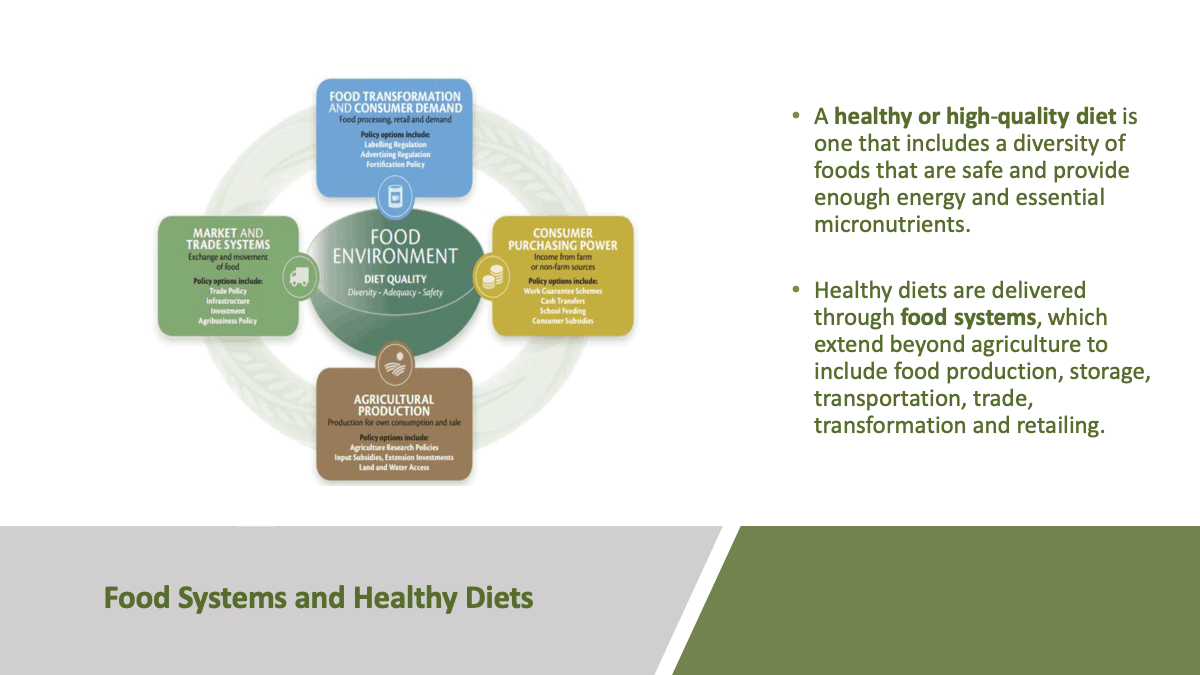 FOOD TRANSFORMATION
AND CONSUMER DEMAND
Food processing, retail and demand
Policy options include:
Labelling Regulation
Advertising Regulation
Fortification Policy
MARKET AND
TRADE SYSTEMS
Exchange and movement
of food
Policy options include:
Trade Policy
Infrastructure
Investment
Agribusiness Policy
FOOD
ENVIRONMENT
DIET QUALITY
Diversity • Adequacy • Safety
CONSUMER
PURCHASING POWER
Income from farm
or non-farm sources
Policy options include:
Work Guarantee Schemes
Cash Transfers
School Feeding
Consumer Subsidies
AGRICULTURAL
PRODUCTION
Production for own consumption and sale
Policy options include:
Agriculture Research Policies
Input Subsidies, Extension Investments
Land and Water Access
• A healthy or high-quality diet is
one that includes a diversity of
foods that are safe and provide
enough energy and essential
micronutrients.
• Healthy diets are delivered
through food systems, which
extend beyond agriculture to
include food production, storage,
transportation, trade,
transformation and retailing.
Food Systems and Healthy Diets